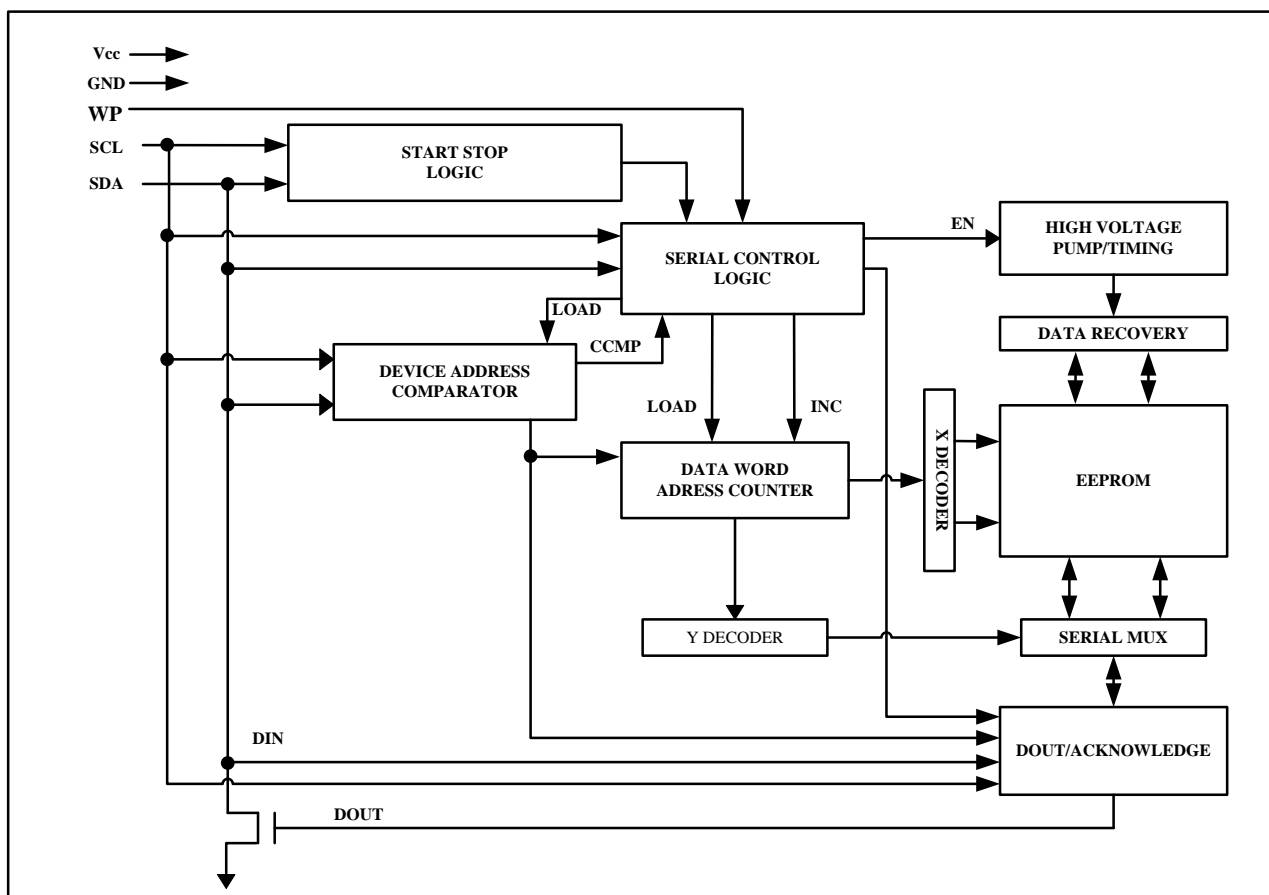 Vcc
GND
WP
SCL
SDA
START STOP
LOGIC
SERIAL CONTROL
LOGIC
EN
HIGH VOLTAGE
PUMP/TIMING
DATA RECOVERY
LOAD
CCMP
DEVICE ADDRESS
COMPARATOR
LOAD
INC
DATA WORD
ADRESS COUNTER
X DECODER
EEPROM
Y DECODER
SERIAL MUX
DIN
DOUT/ACKNOWLEDGE
DOUT